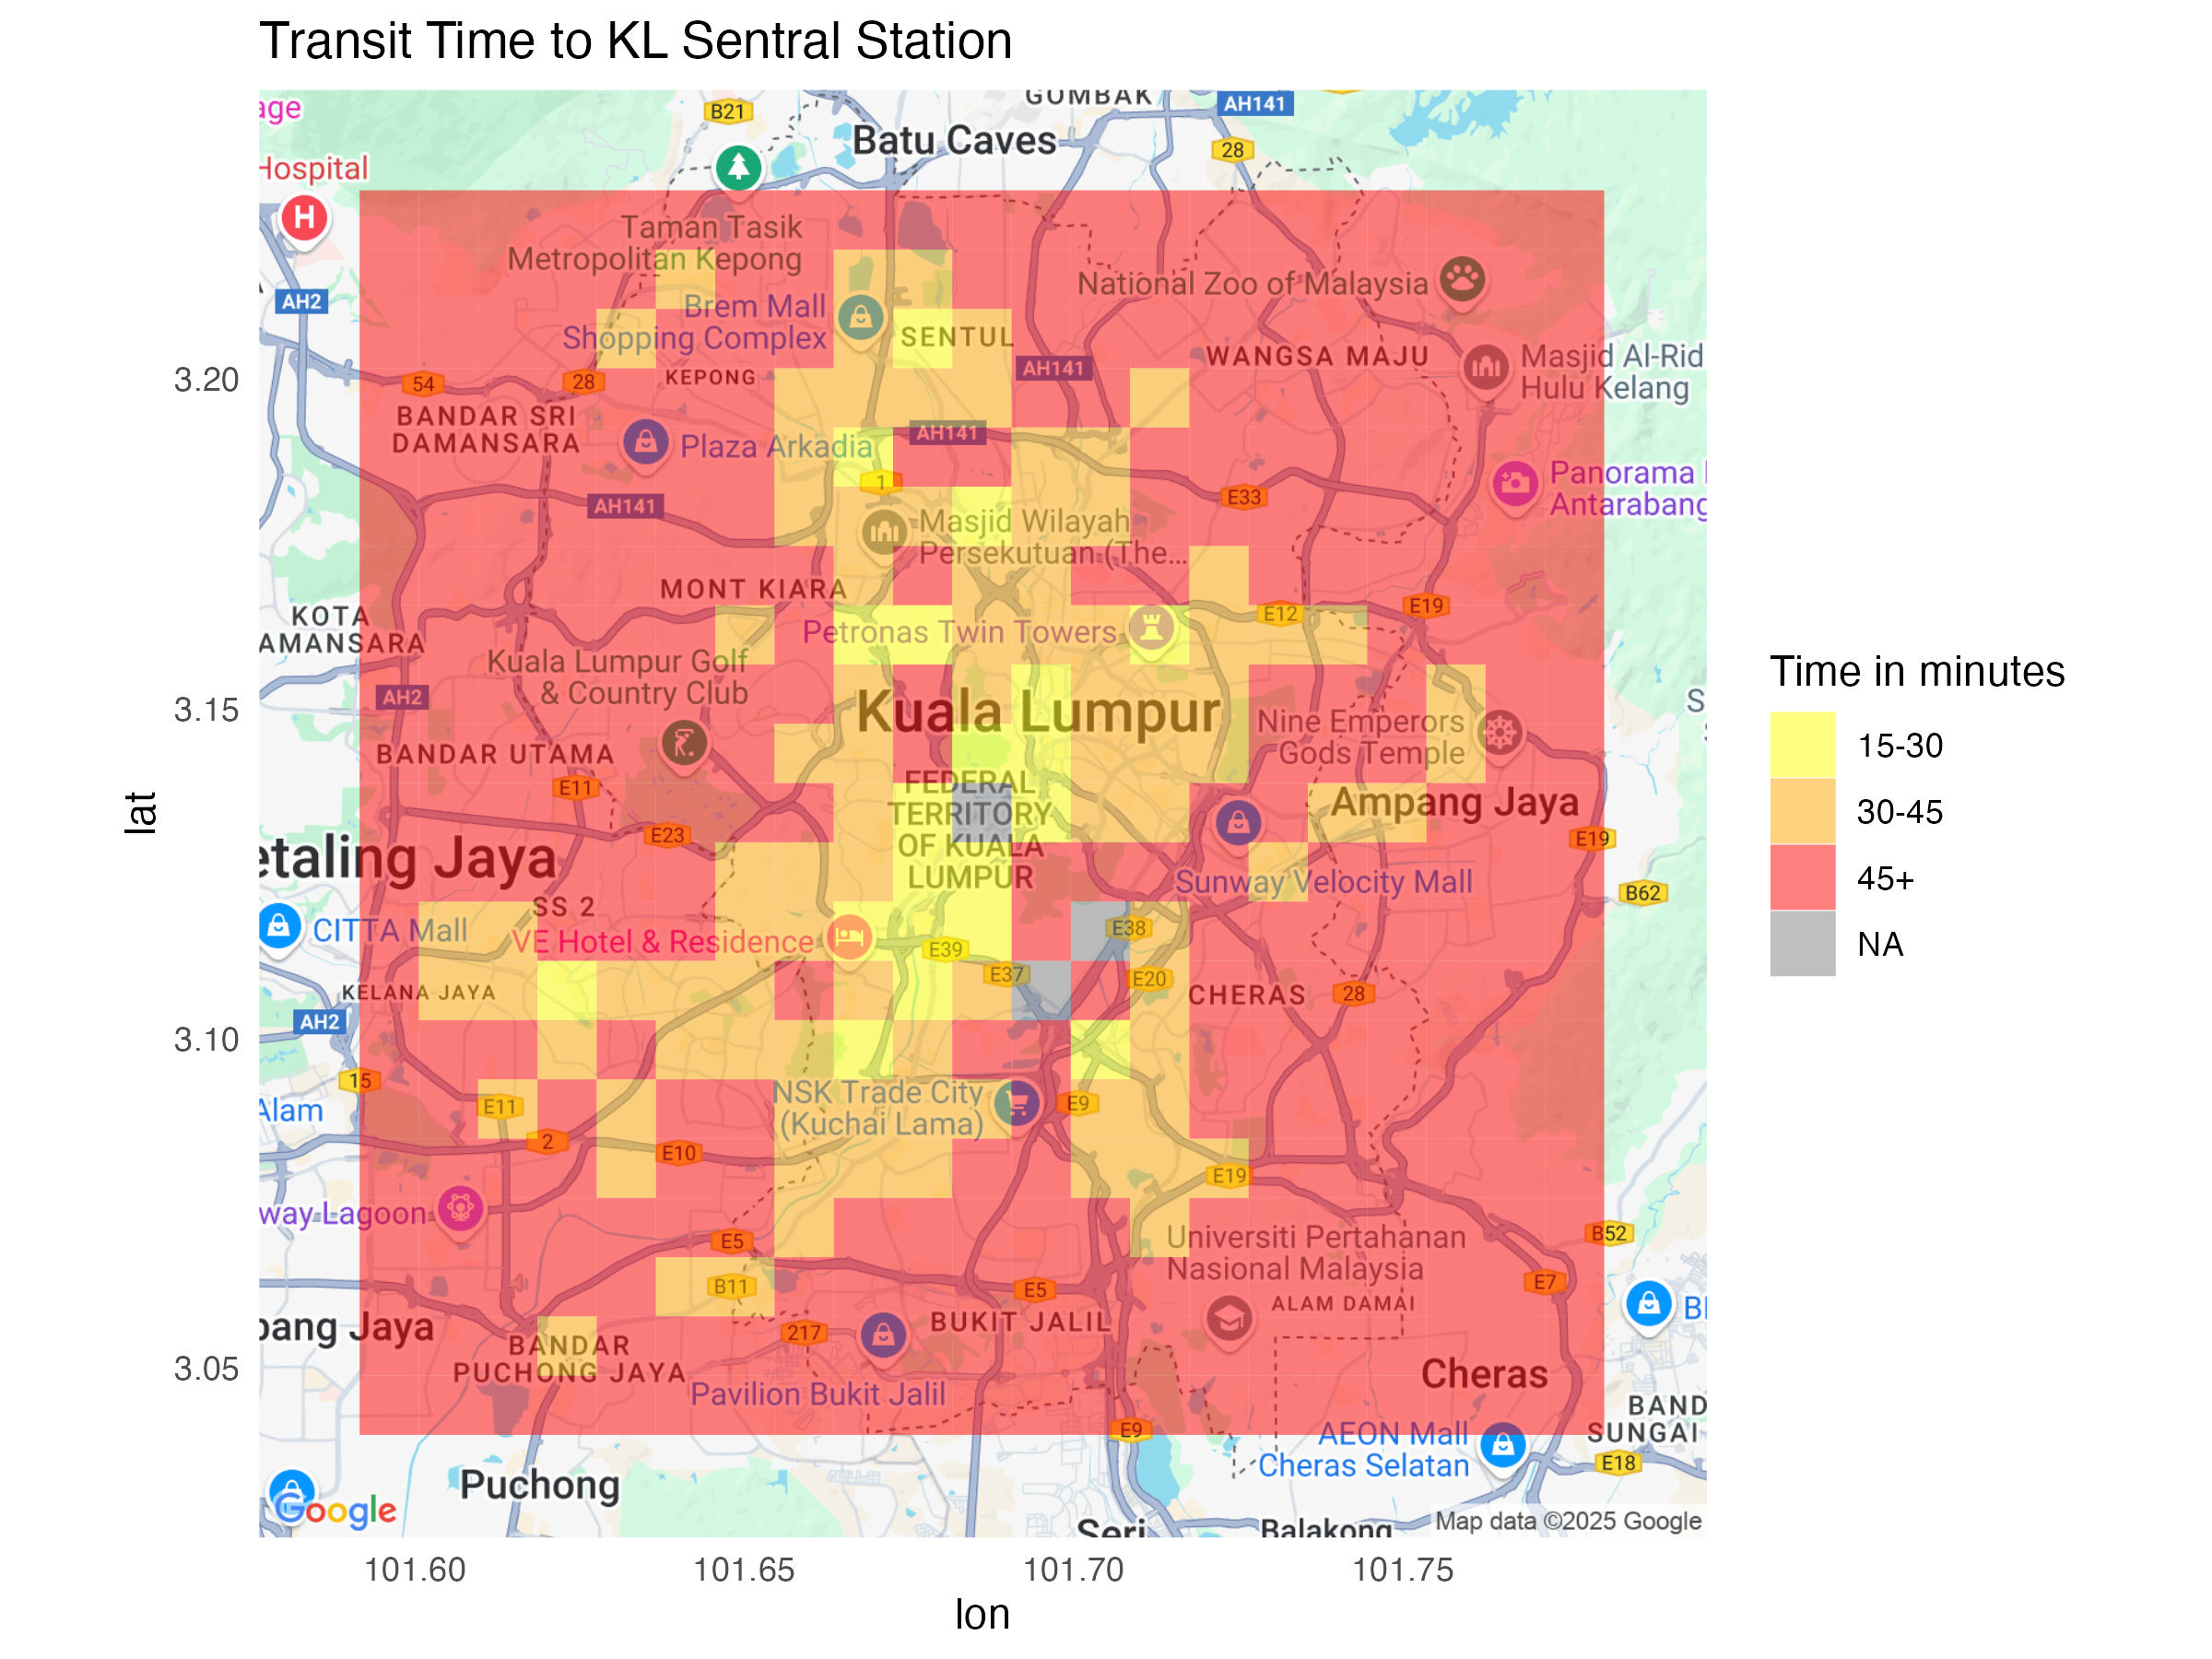 Transit Time to KL Sentral Station
GOMBAK
AH141
age
B21
Batu Caves
28
Hospital
H
Taman Tasik
Metropolitan Kepong
National Zoo of Malaysia
AH2
Brem Mall
Shopping Complex
SENTUL
WANGSA MAJU
Masjid Al-Rid
Hulu Kelang
AH141
KEPONG
54
28
3.20
BANDAR SRI
DAMANSARA
Plaza Arkadia
AH141
1
E33
Panorama
Antarabang
AH141
Masjid Wilayah
Persekutuan (The...
MONT KIARA
KOTA
AMANSARA
E12
E19
Petronas Twin Towers
Kuala Lumpur Golf
& Country Club
AH2
3.15
Kuala Lumpur
Nine Emperors
Gods Temple
S
BANDAR UTAMA
E11
FEDERAL
TERRITORY
OF KUALA
LUMPUR
Ampang Jaya
E23
E19
etaling Jaya
Sunway Velocity Mall
B62
SS 2
CITTA Mall
VE Hotel & Residence
E39
E38
E37
E20
KELANA JAYA
CHERAS
28
AH2
3.10
15
Alam
E11
NSK Trade City
(Kuchai Lama)
E9
2
E10
E19
way Lagoon
E5
Universiti Pertahanan
Nasional Malaysia
B52
B11
E5
E7
ALAM DAMAI
BUKIT JALIL
pang Jaya
217
BANDAR
PUCHONG JAYA
3.05
Cheras
Pavilion Bukit Jalil
BAND
SUNGAI
E9
AEON Mall
Cheras Selatan
E18
Puchong
Google
Seri
Balakong
Map data ©2025 Google
101.60
101.65
101.70
101.75
lon
lat
Time in minutes
15-30
30-45
45+
NA